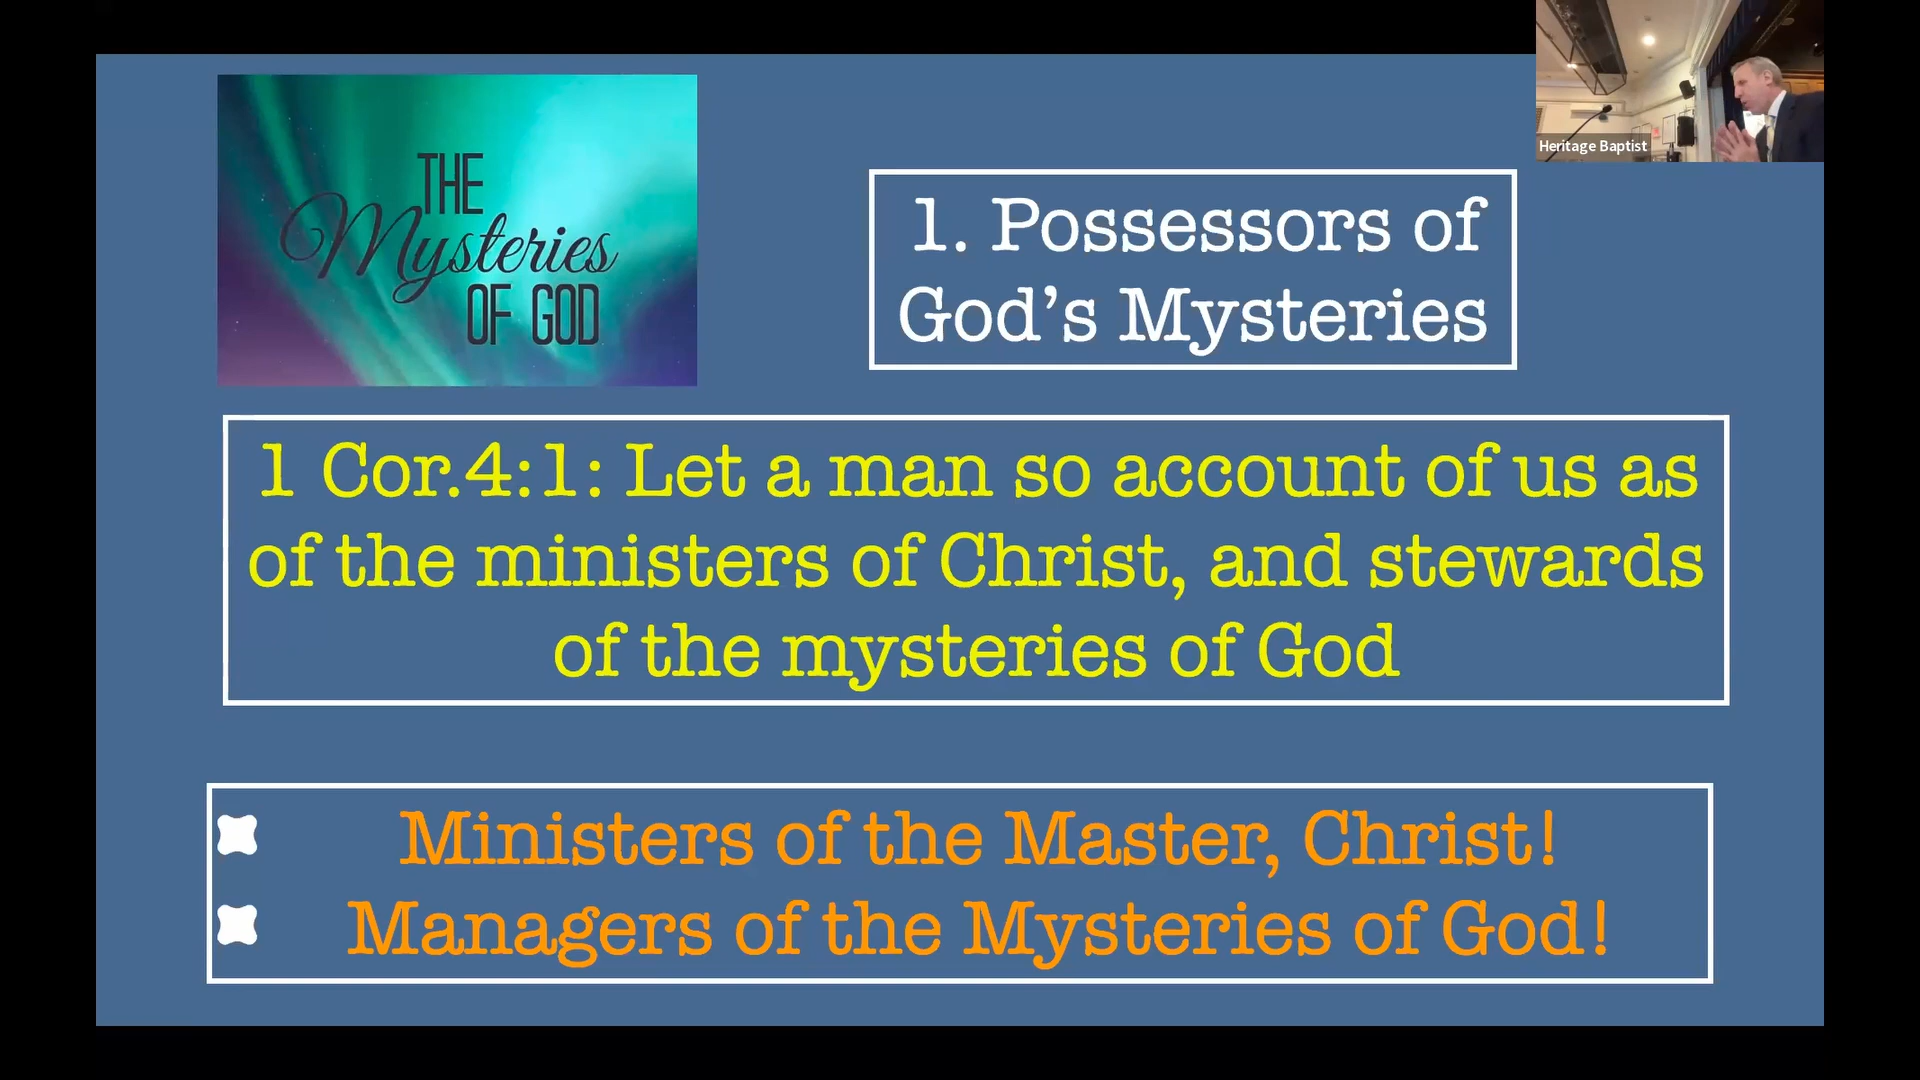 THE
Mysteries
OF GOD
Heritage Baptist
1. Possessors of
God's Mysteries
1 Cor.4:1: Let a man so account of us as
of the ministers of Christ, and stewards
of the mysteries of God
Ministers of the Master, Christ!
Managers of the Mysteries of God!